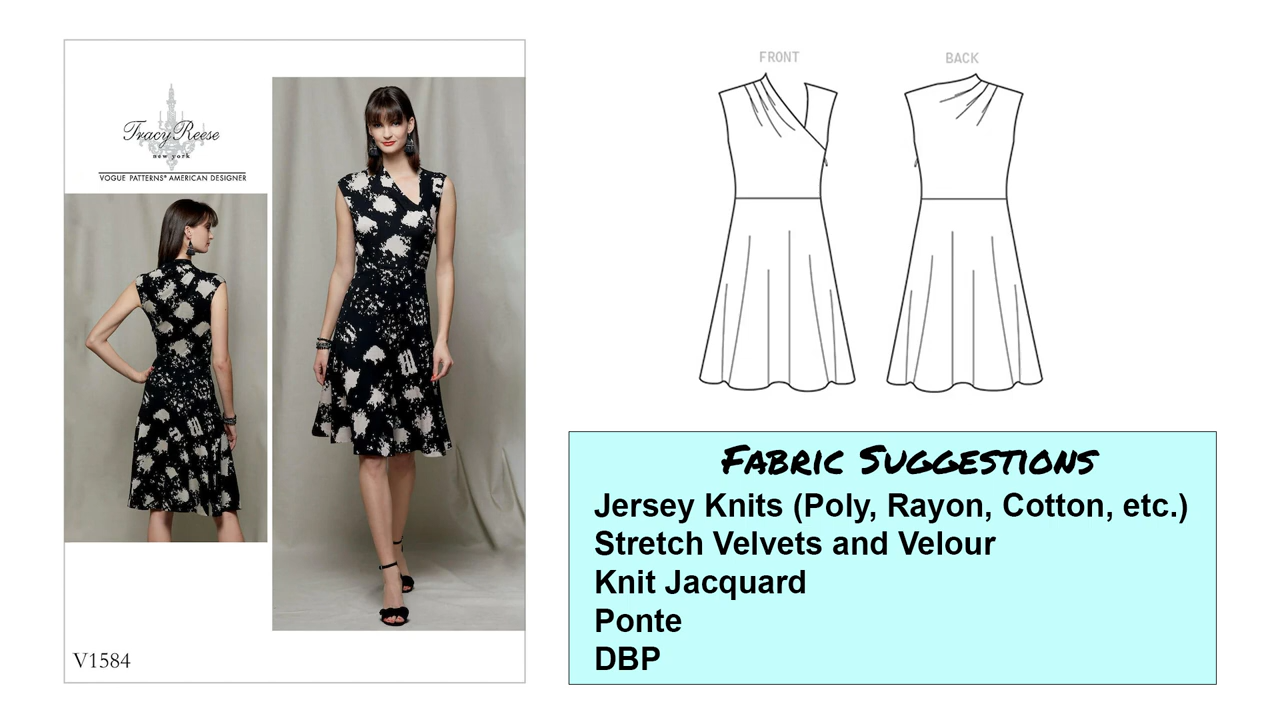 Tracy Reese
new york
VOGUE PATTERNS® AMERICAN DESIGNER
V1584
FRONT
BACK
FABRIC SUGGESTIONS
Jersey Knits (Poly, Rayon, Cotton, etc.)
Stretch Velvets and Velour
Knit Jacquard
Ponte
DBP